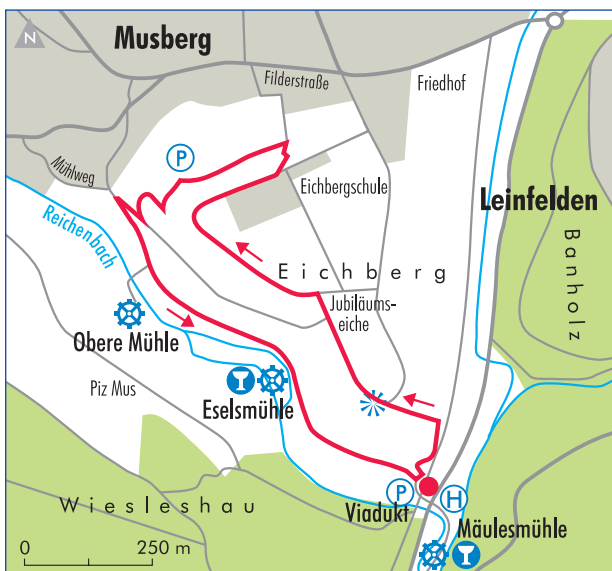 N
Musberg
Filderstraße
Friedhof
P
Mühlweg
Eichbergschule
Leinfelden
Reichenbach
Banholz
Eichberg
Jubiläums-
eiche
Obere Mühle
Piz Mus
Eselsmühle
Wiesleshau
P
H
Viadukt
Mäulesmühle
0 250 m